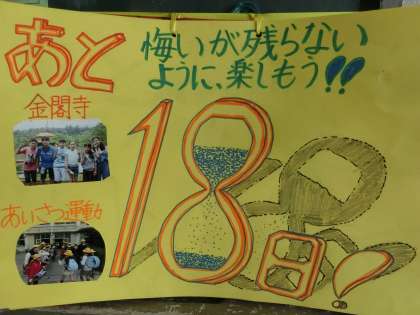 あと
悔いが残らない
ように、楽しもう!!
金閣寺
あいさつ運動
18日!